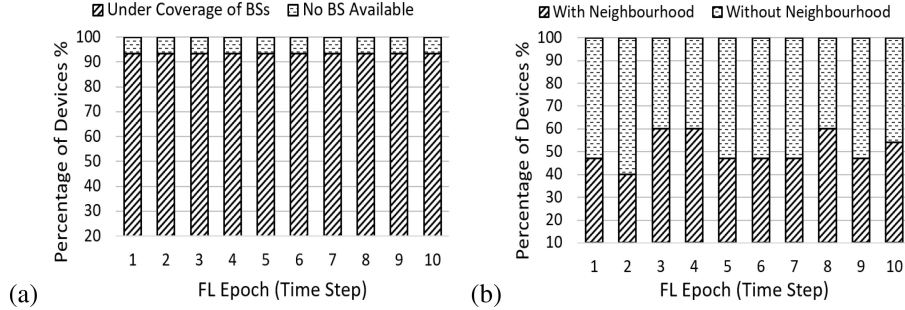 Under Coverage of BSs No BS Available
Percentage of Devices %
100
90
80
70
60
50
40
30
20
1 2 3 4 5 6 7 8 9 10
FL Epoch (Time Step)
(a)
With Neighbourhood Without Neighbourhood
Percentage of Devices %
100
90
80
70
60
50
40
30
20
10
1 2 3 4 5 6 7 8 9 10
FL Epoch (Time Step)
(b)